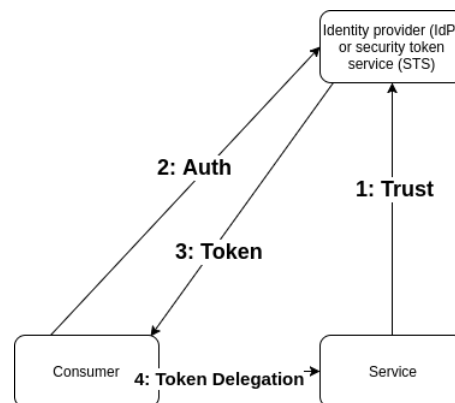 Identity provider (IdP
or security token
service (STS)
2: Auth
1: Trust
3: Token
Consumer
4: Token Delegation
Service